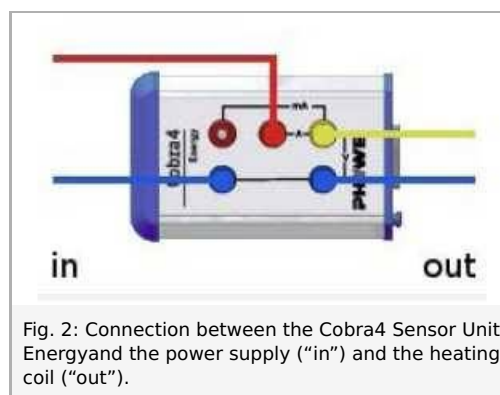 mA
A
V
Cobra4
Energy
PHYWE
in
out
Fig. 2: Connection between the Cobra4 Sensor Unit
Energyand the power supply (“in”) and the heating
coil (“out”).